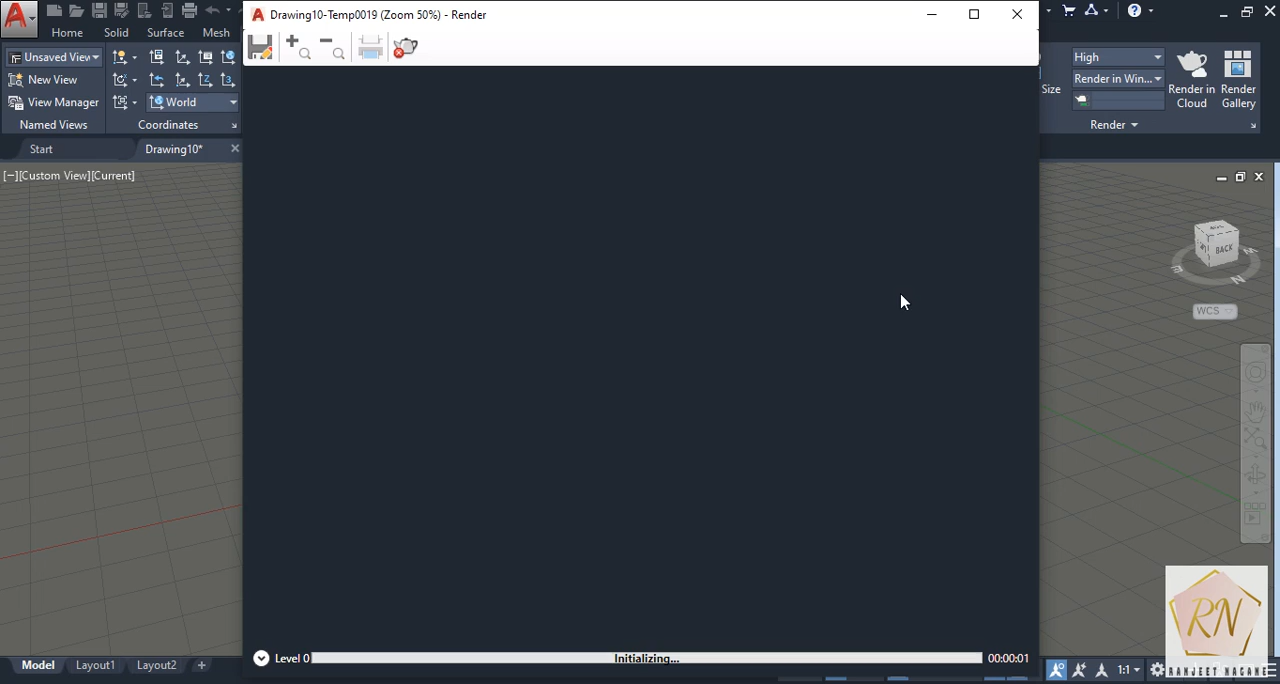 Drawing10-Temp0019 (Zoom 50%) - Render
Home Solid Surface Mesh
Unsaved View
New View
View Manager
World
Named Views Coordinates
High
Render in Win...
Size
Render in Cloud
Render Gallery
Render
Start Drawing10*
[−][Custom View][Current]
BACK
E N
WCS
Level 0 Initializing... 00:00:01
Model Layout1 Layout2 +
1:1
RN
RANJEET NAGANE